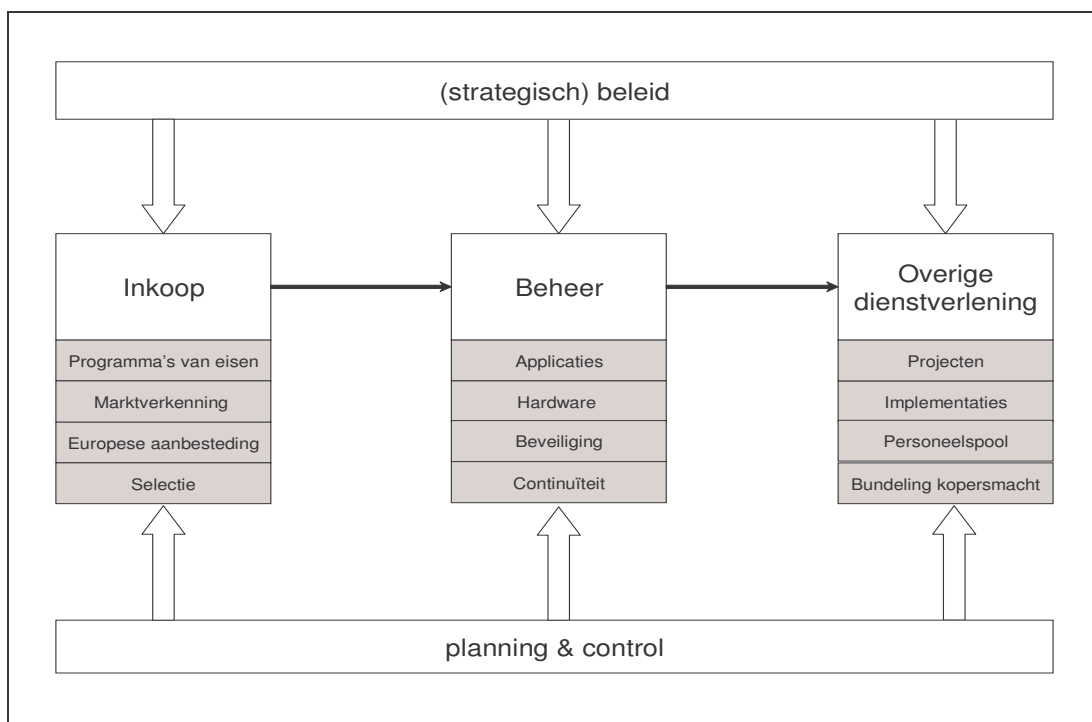 (strategisch) beleid
Inkoop
Programma's van eisen
Marktverkenning
Europese aanbesteding
Selectie
Beheer
Applicaties
Hardware
Beveiliging
Continuïteit
Overige
dienstverlening
Projecten
Implementaties
Personeelspool
Bundeling kopersmacht
planning & control